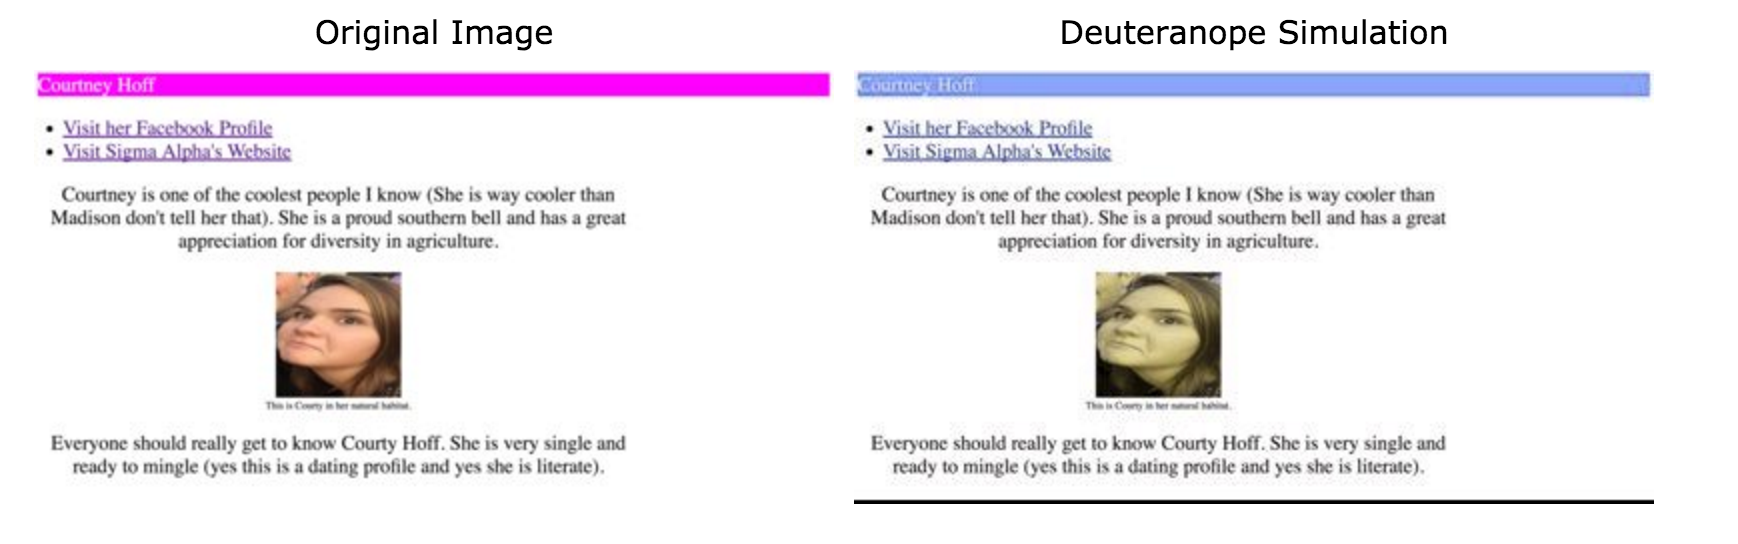 Original Image
Courtney Hoff
Visit her Facebook Profile
Visit Sigma Alpha's Website
Courtney is one of the coolest people I know (She is way cooler than
Madison don't tell her that). She is a proud southern bell and has a great
appreciation for diversity in agriculture.
This is Courty in her natural habitat.
Everyone should really get to know Courty Hoff. She is very single and
ready to mingle (yes this is a dating profile and yes she is literate).
Deuteranope Simulation
Courtney Hoff
Visit her Facebook Profile
Visit Sigma Alpha's Website
Courtney is one of the coolest people I know (She is way cooler than
Madison don't tell her that). She is a proud southern bell and has a great
appreciation for diversity in agriculture.
This is Courty in her natural habitat.
Everyone should really get to know Courty Hoff. She is very single and
ready to mingle (yes this is a dating profile and yes she is literate).